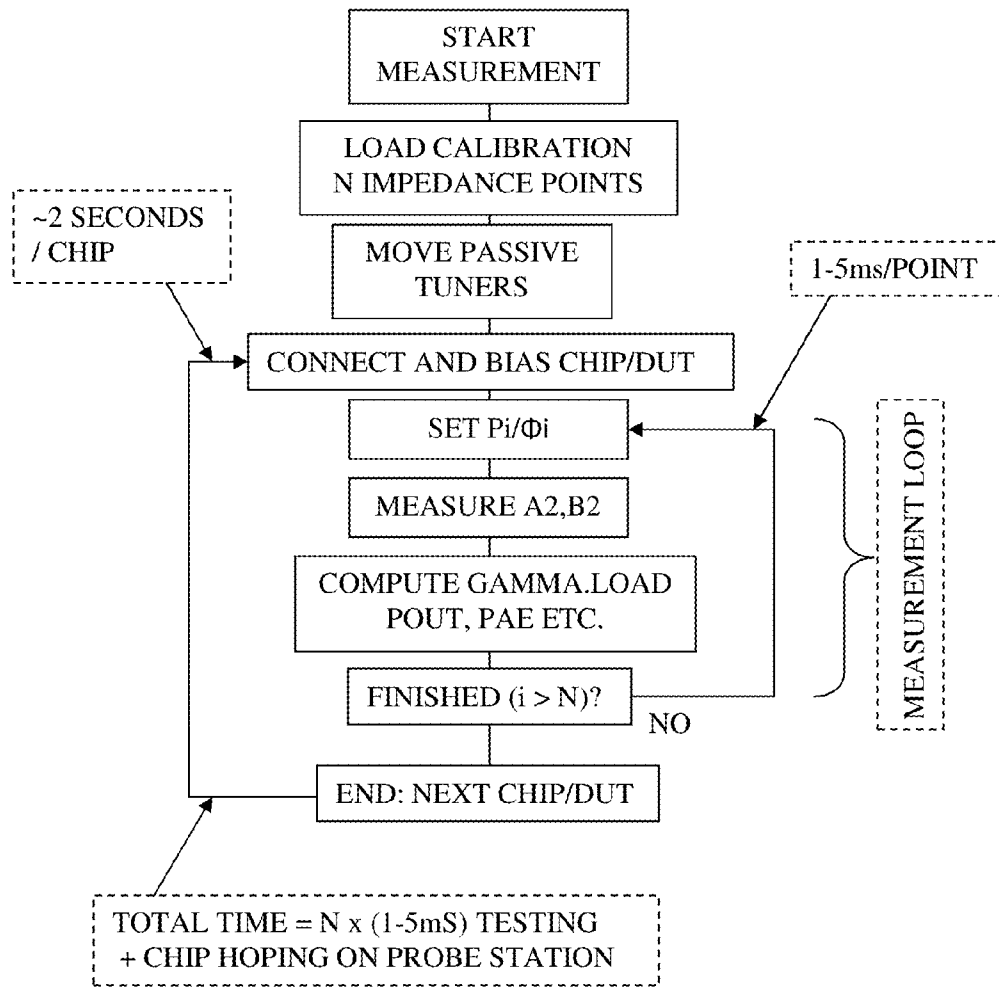 START
MEASUREMENT
LOAD CALIBRATION
N IMPEDANCE POINTS
~2 SECONDS
/ CHIP
MOVE PASSIVE
TUNERS
1-5ms/POINT
CONNECT AND BIAS CHIP/DUT
SET Pi/Φi
MEASURE A2,B2
COMPUTE GAMMA.LOAD
POUT, PAE ETC.
MEASUREMENT LOOP
FINISHED (i > N)?
NO
END: NEXT CHIP/DUT
TOTAL TIME = N x (1-5mS) TESTING
+ CHIP HOPING ON PROBE STATION